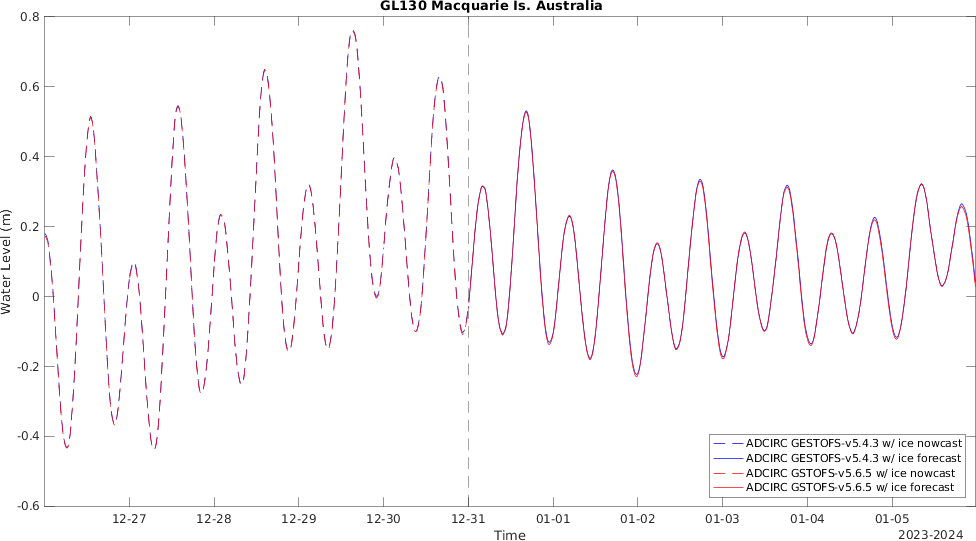 GL130 Macquarie Is. Australia
0.8
0.6
0.4
0.2
0
-0.2
-0.4
-0.6
Water Level (m)
12-27
12-28
12-29
12-30
12-31
01-01
01-02
01-03
01-04
01-05
Time
2023-2024
ADCIRC GESTOFS-v5.4.3 w/ ice nowcast
ADCIRC GESTOFS-v5.4.3 w/ ice forecast
ADCIRC GSTOFS-v5.6.5 w/ ice nowcast
ADCIRC GSTOFS-v5.6.5 w/ ice forecast